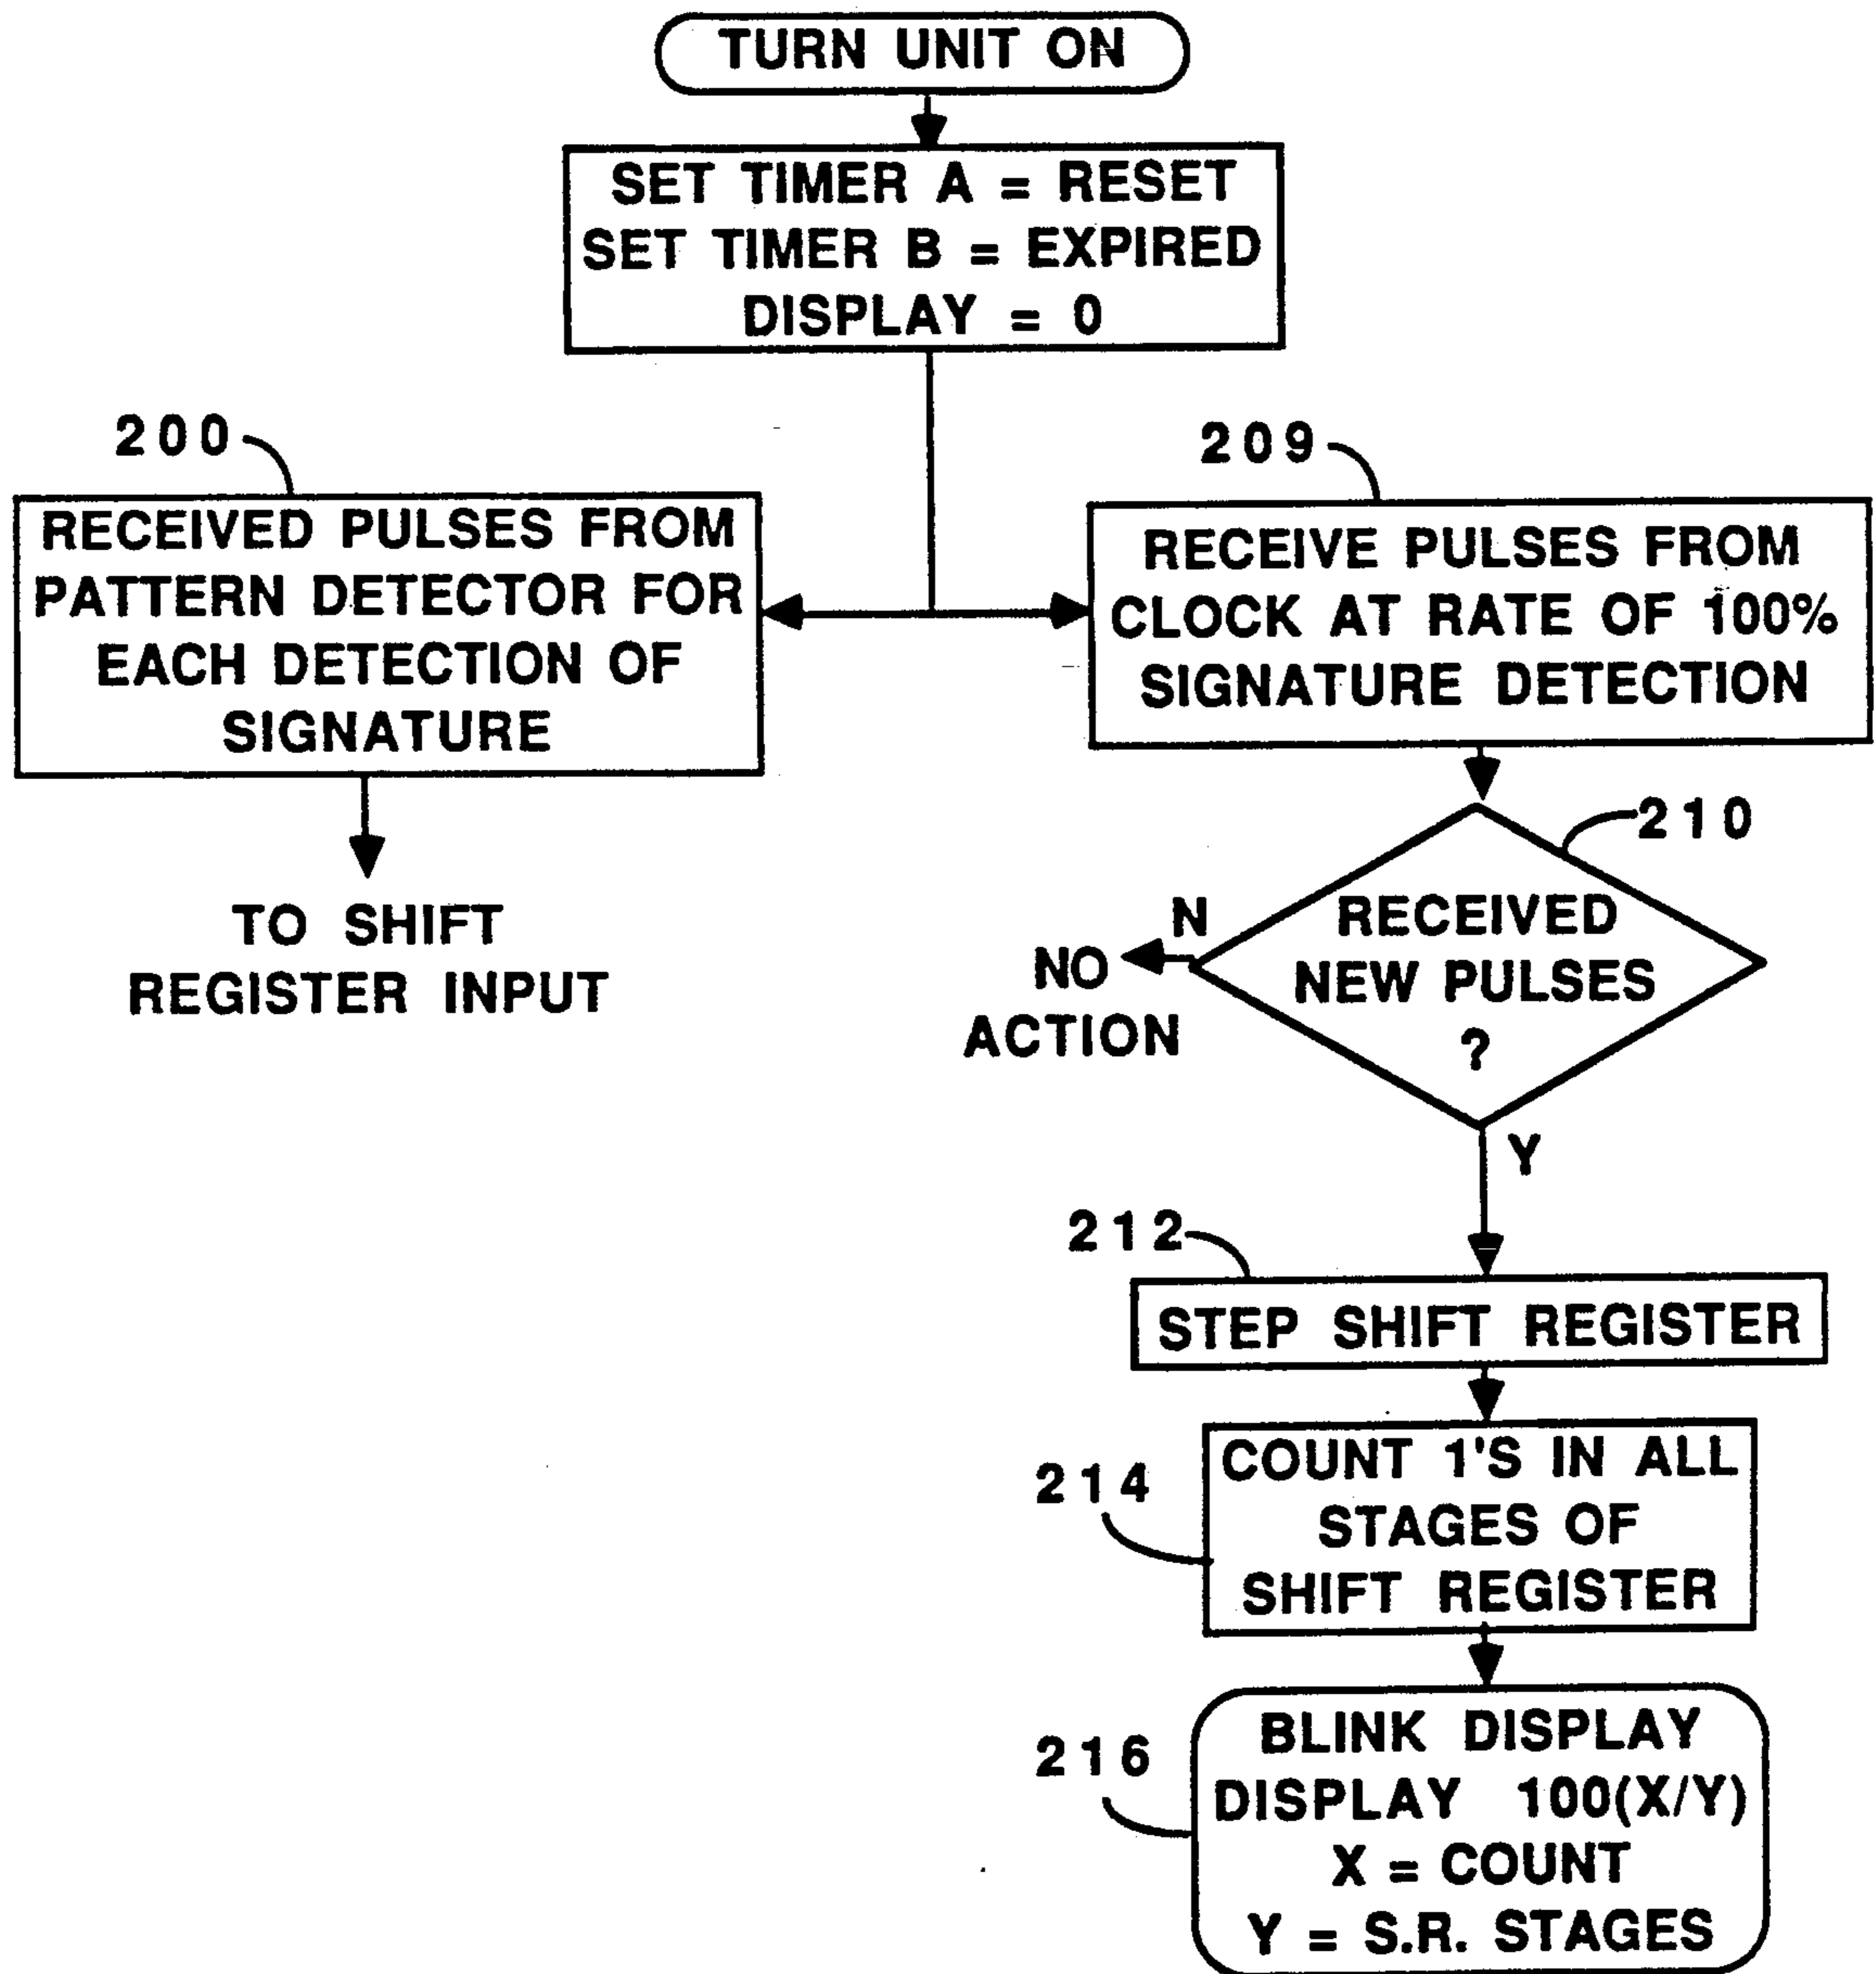 TURN UNIT ON
SET TIMER A = RESET
SET TIMER B = EXPIRED
DISPLAY = 0
200
RECEIVED PULSES FROM
PATTERN DETECTOR FOR
EACH DETECTION OF
SIGNATURE
TO SHIFT
REGISTER INPUT
209
RECEIVE PULSES FROM
CLOCK AT RATE OF 100%
SIGNATURE DETECTION
210
RECEIVED
NEW PULSES
?
N
NO
ACTION
Y
212
STEP SHIFT REGISTER
214
COUNT 1'S IN ALL
STAGES OF
SHIFT REGISTER
216
BLINK DISPLAY
DISPLAY 100(X/Y)
X = COUNT
Y = S.R. STAGES